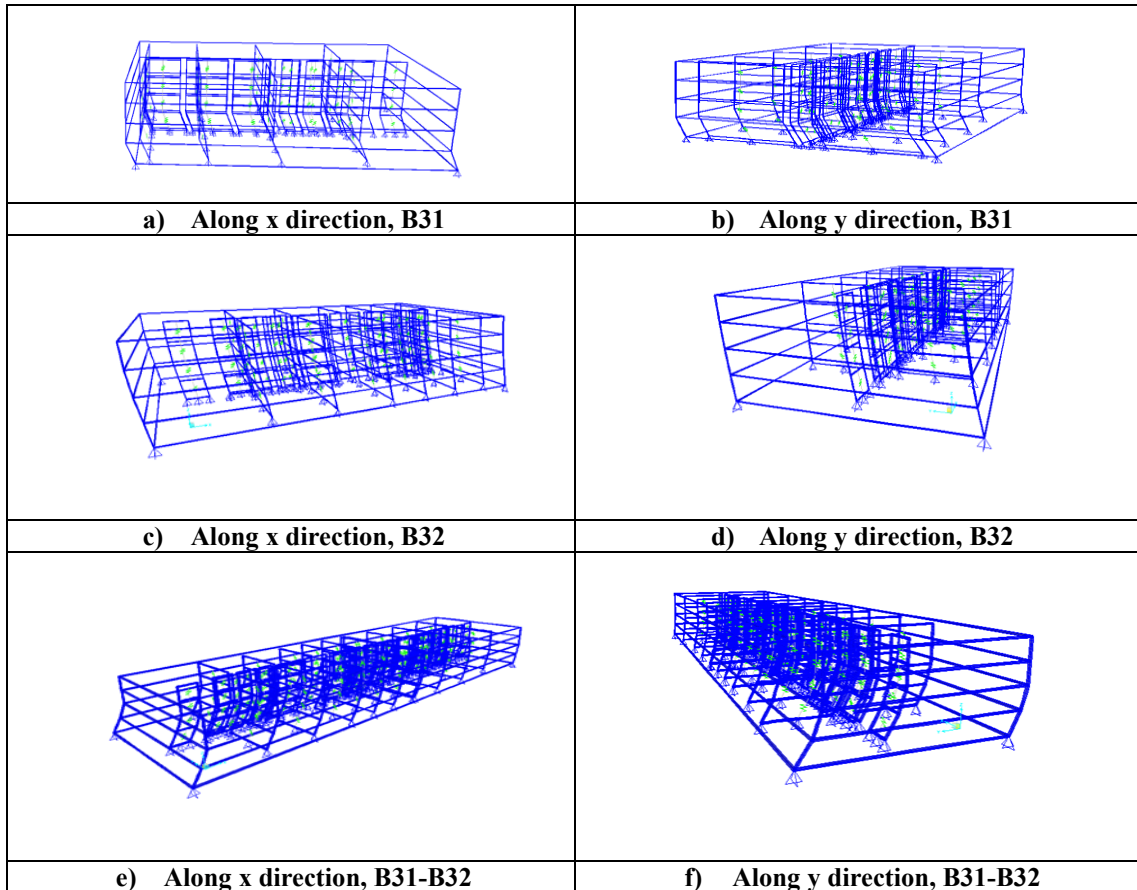 a) Along x direction, B31
b) Along y direction, B31
c) Along x direction, B32
d) Along y direction, B32
e) Along x direction, B31-B32
f) Along y direction, B31-B32